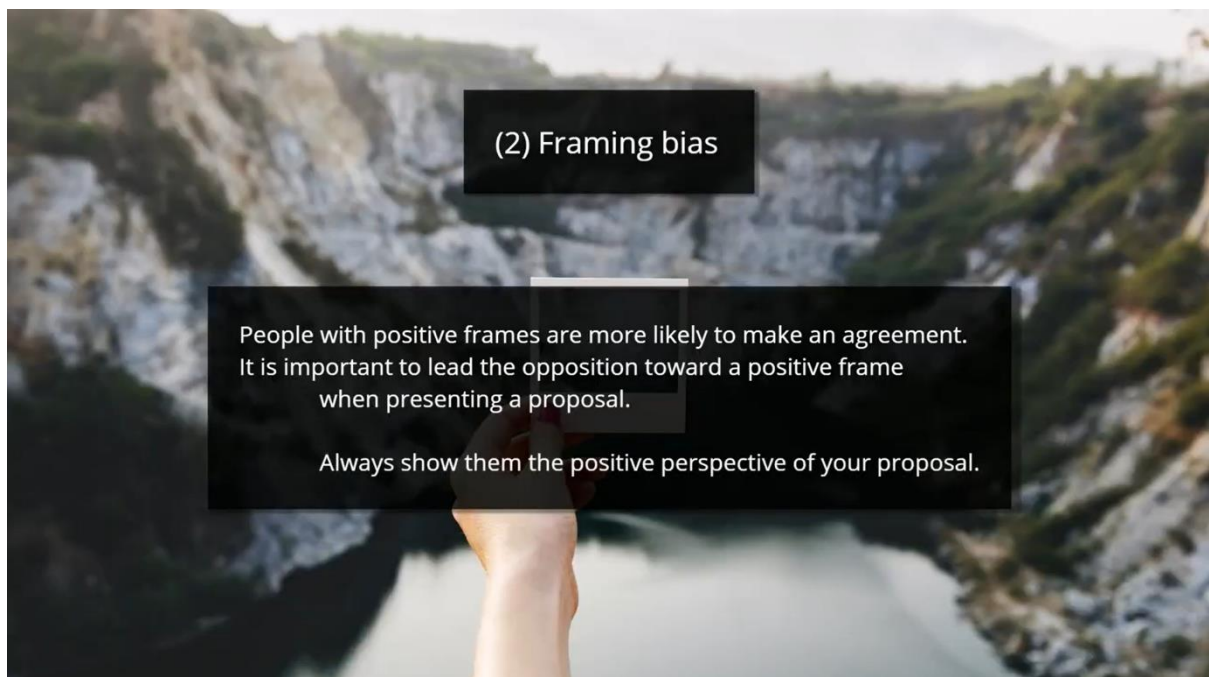 (2) Framing bias
People with positive frames are more likely to make an agreement.
It is important to lead the opposition toward a positive frame
when presenting a proposal.
Always show them the positive perspective of your proposal.